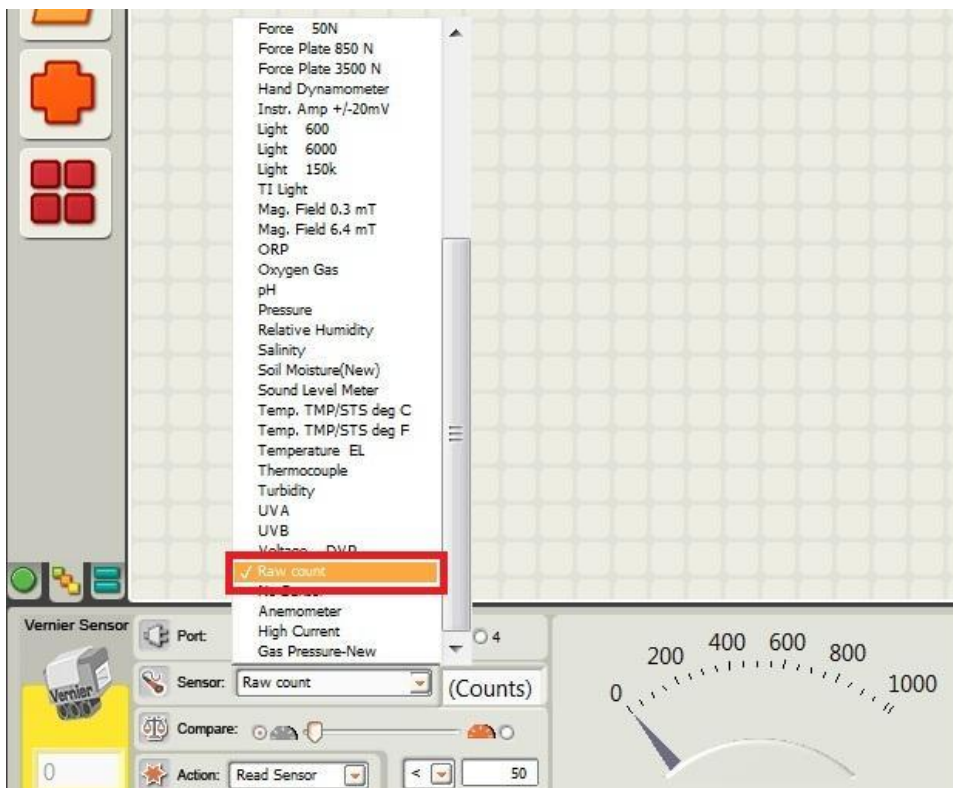 Force 50N
Force Plate 850 N
Force Plate 3500 N
Hand Dynamometer
Instr. Amp +/-20mV
Light 600
Light 6000
Light 150k
TI Light
Mag. Field 0.3 mT
Mag. Field 6.4 mT
ORP
Oxygen Gas
pH
Pressure
Relative Humidity
Salinity
Soil Moisture(New)
Sound Level Meter
Temp. TMP/STS deg C
Temp. TMP/STS deg F
Temperature EL
Thermocouple
Turbidity
UVA
UVB
Voltage
✓ Raw count
Anemometer
High Current
Gas Pressure-New
Vernier Sensor
Vernier
0
Port: 4
Sensor: Raw count (Counts)
Compare:
Action: Read Sensor < 50
0 200 400 600 800 1000